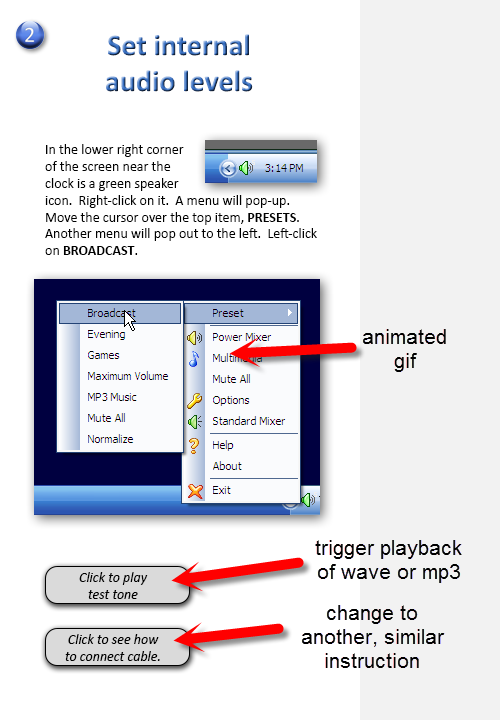 2
Set internal
audio levels
In the lower right corner
of the screen near the
clock is a green speaker
icon.  Right-click on it.  A menu will pop-up.
Move the cursor over the top item, PRESETS.
Another menu will pop out to the left.  Left-click
on BROADCAST.
3:14 PM
Broadcast
Evening
Games
Maximum Volume
MP3 Music
Mute All
Normalize
Preset
Power Mixer
Multimedia
Mute All
Options
Standard Mixer
Help
About
Exit
animated
gif
Click to play
test tone
trigger playback
of wave or mp3
Click to see how
to connect cable.
change to
another, similar
instruction